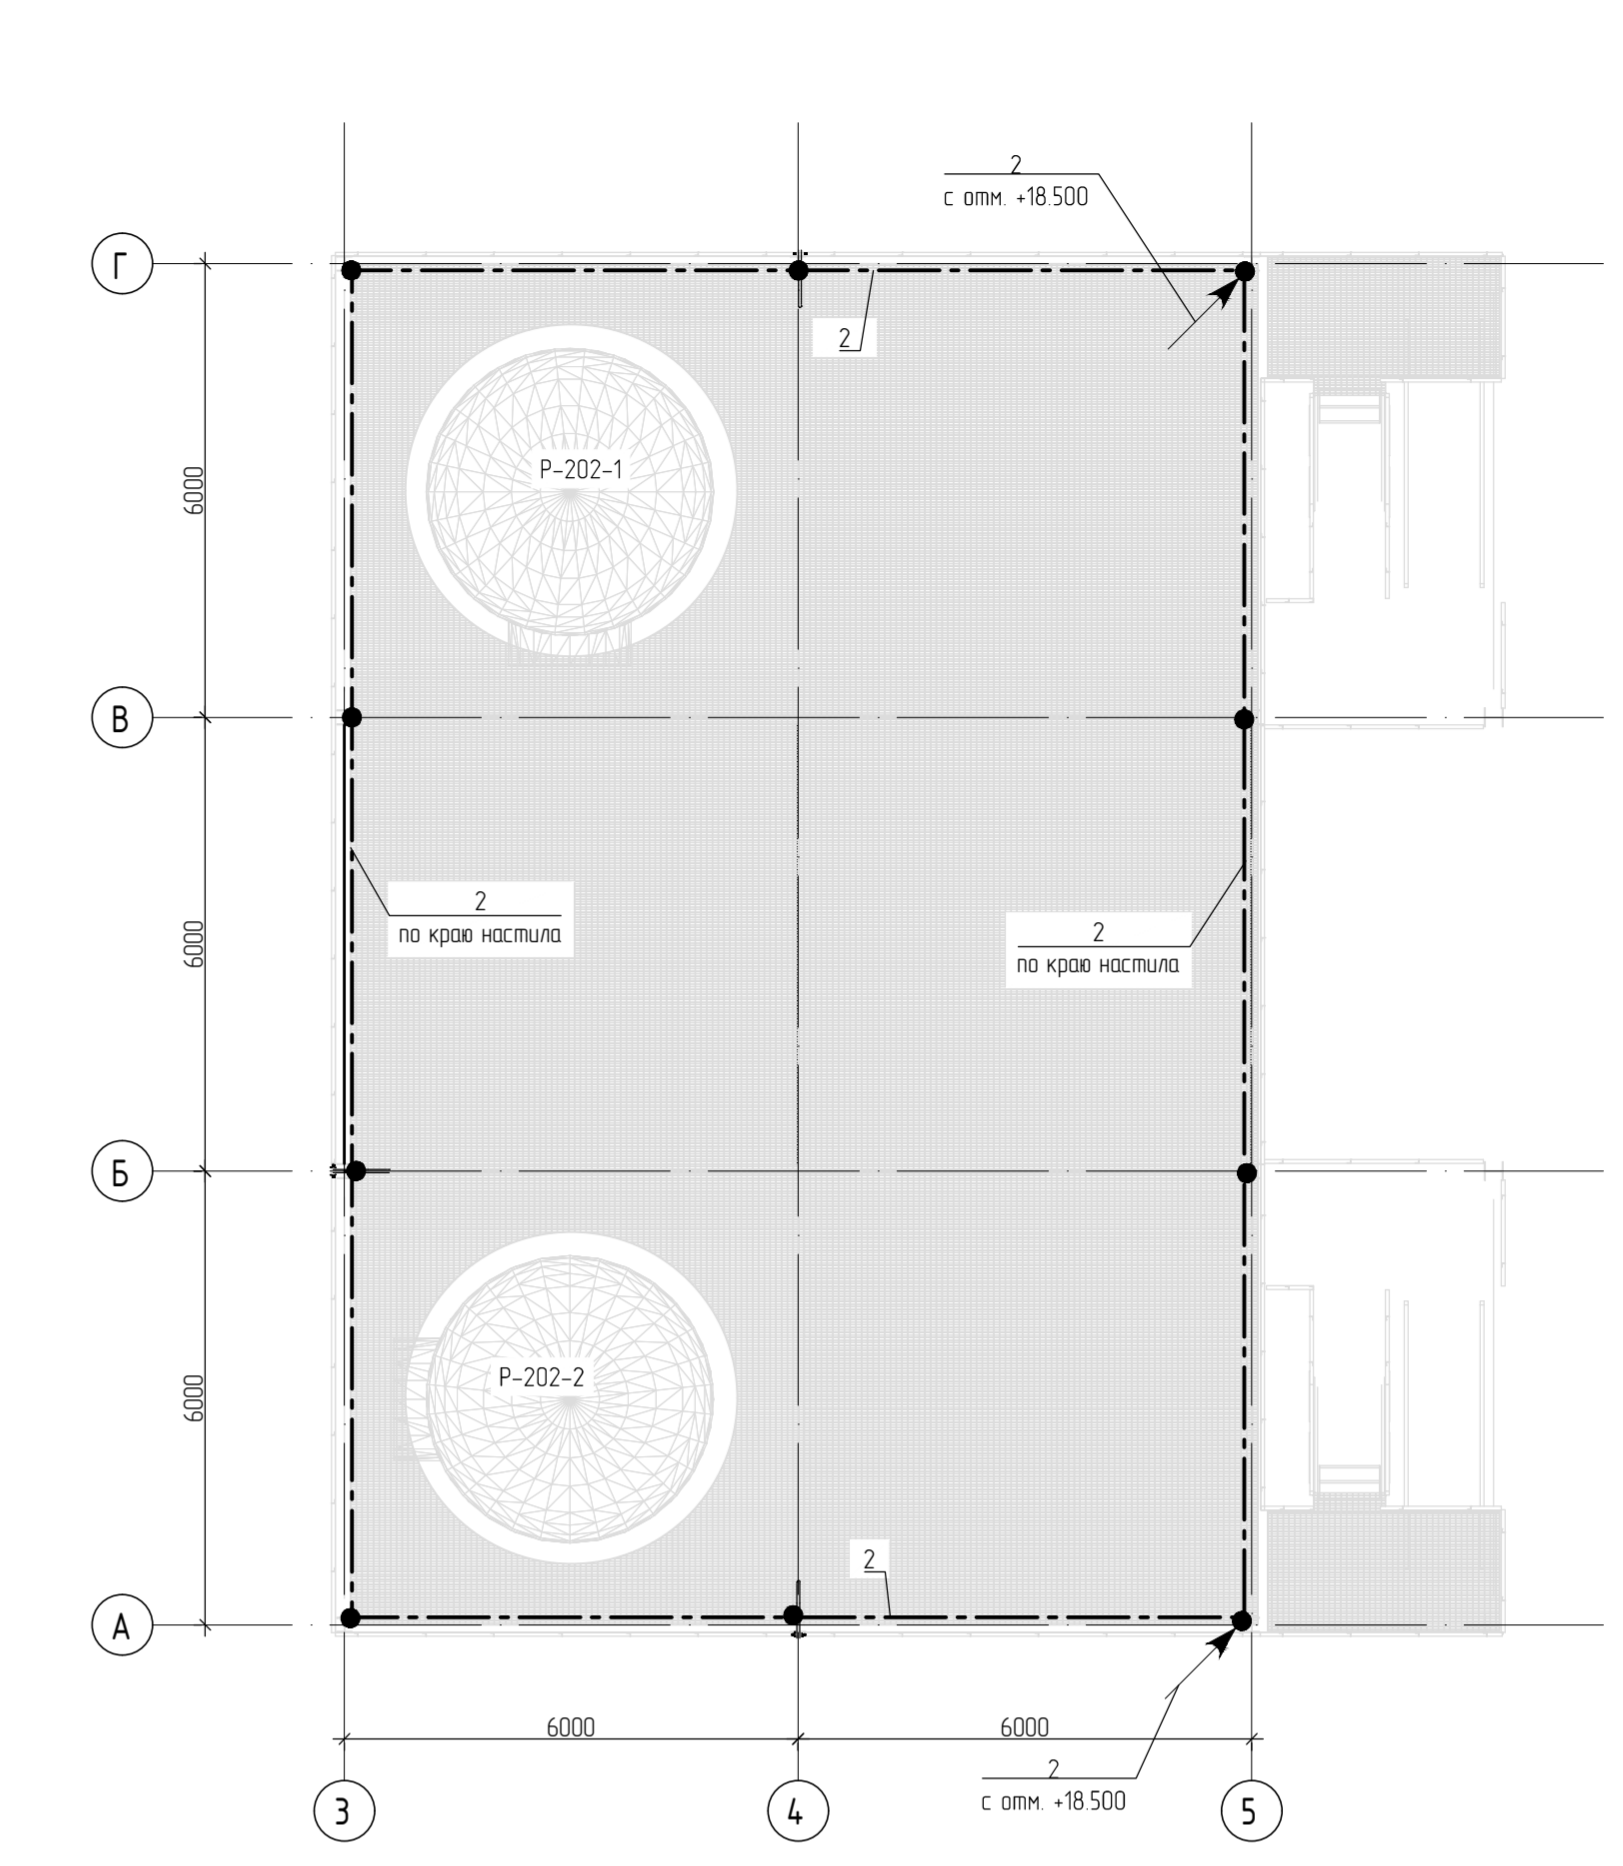 2
с отм. +18.500
Г
2
6000
Р-202-1
В
2
по краю настила
2
по краю настила
6000
Б
6000
Р-202-2
2
А
6000
6000
2
с отм. +18.500
3
4
5